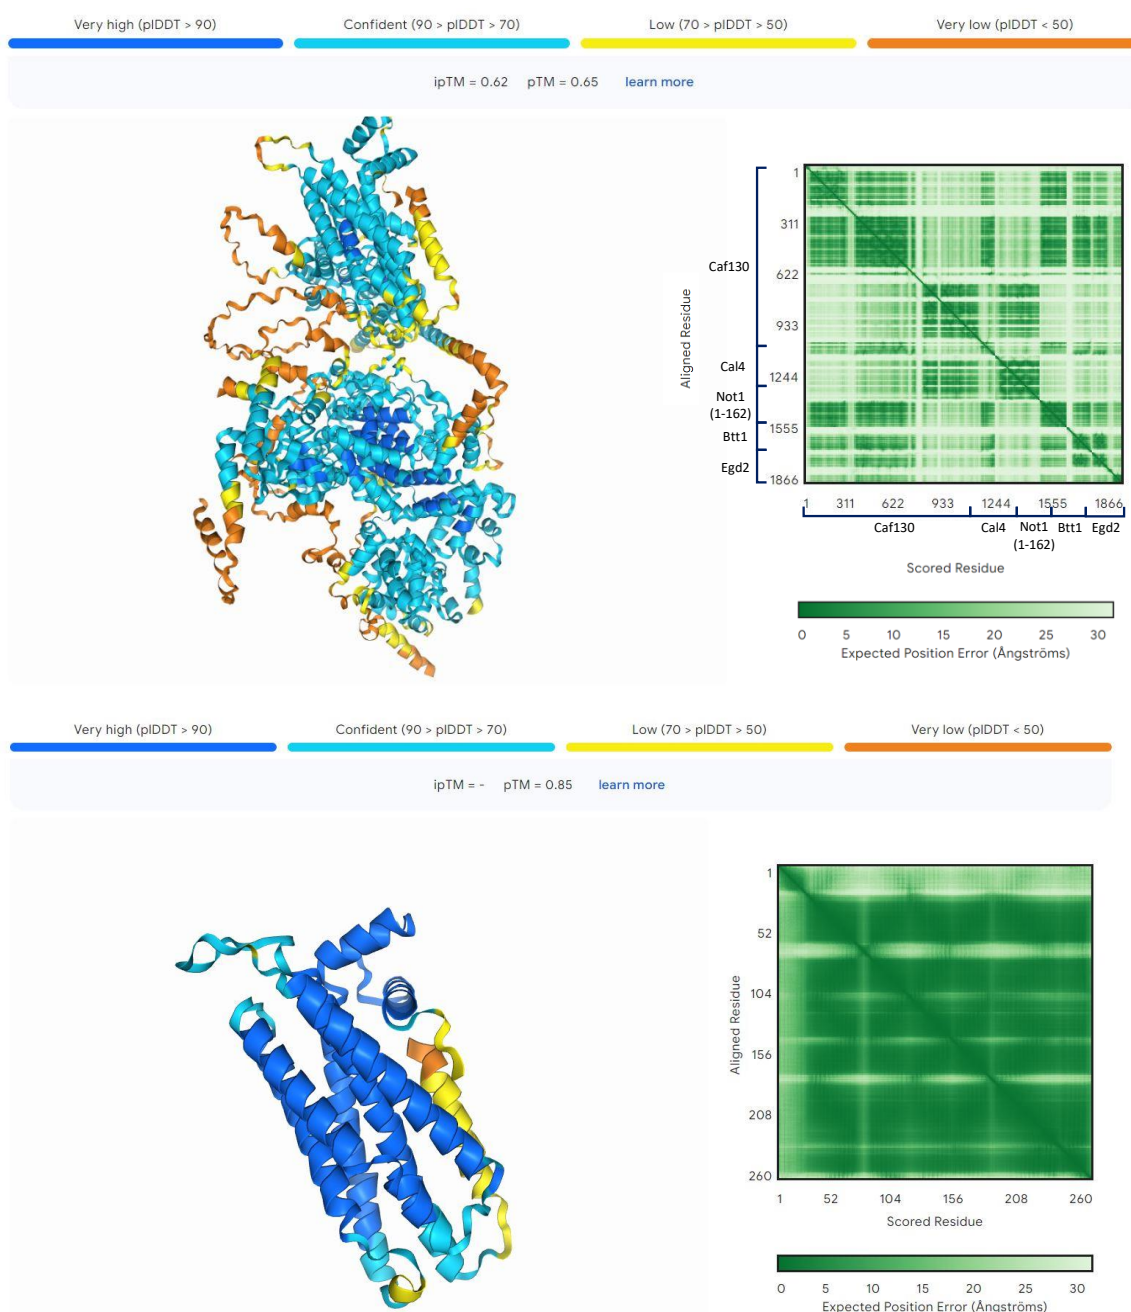 Very high (pIDDT > 90) Confident (90 > pIDDT > 70) Low (70 > pIDDT > 50) Very low (pIDDT < 50)
ipTM = 0.62 pTM = 0.65 learn more
Aligned Residue
Caf130
Cal4
Not1
(1-162)
Btt1
Egd2
1
311
622
933
1244
1555
1866
1 311 622 933 1244 1555 1866
Caf130 Cal4 Not1 Btt1 Egd2
(1-162)
Scored Residue
0 5 10 15 20 25 30
Expected Position Error (Ångströms)
Very high (pIDDT > 90) Confident (90 > pIDDT > 70) Low (70 > pIDDT > 50) Very low (pIDDT < 50)
ipTM = - pTM = 0.85 learn more
Aligned Residue
1
52
104
156
208
260
1 52 104 156 208 260
Scored Residue
0 5 10 15 20 25 30
Expected Position Error (Ångströms)